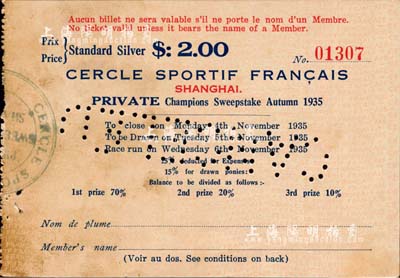 Aucun billet ne sera valable s'il ne porte le nom d'un Membre.
No ticket valid unless it bears the name of a Member.
Prix
Price } Standard Silver $: 2.00 No. 01307
CERCLE SPORTIF FRANÇAIS
SHANGHAI.
PRIVATE Champions Sweepstake Autumn 1935
To close on Monday 4th November 1935
To be Drawn on Tuesday 5th November 1935
Race run on Wednesday 6th November 1935
15% deducted for Expenses
15% for drawn ponies:
Balance to be divided as follows :-
1st prize 70% 2nd prize 20% 3rd prize 10%
Nom de plume
Member's name
(Voir au dos. See conditions on back)
CERCLE